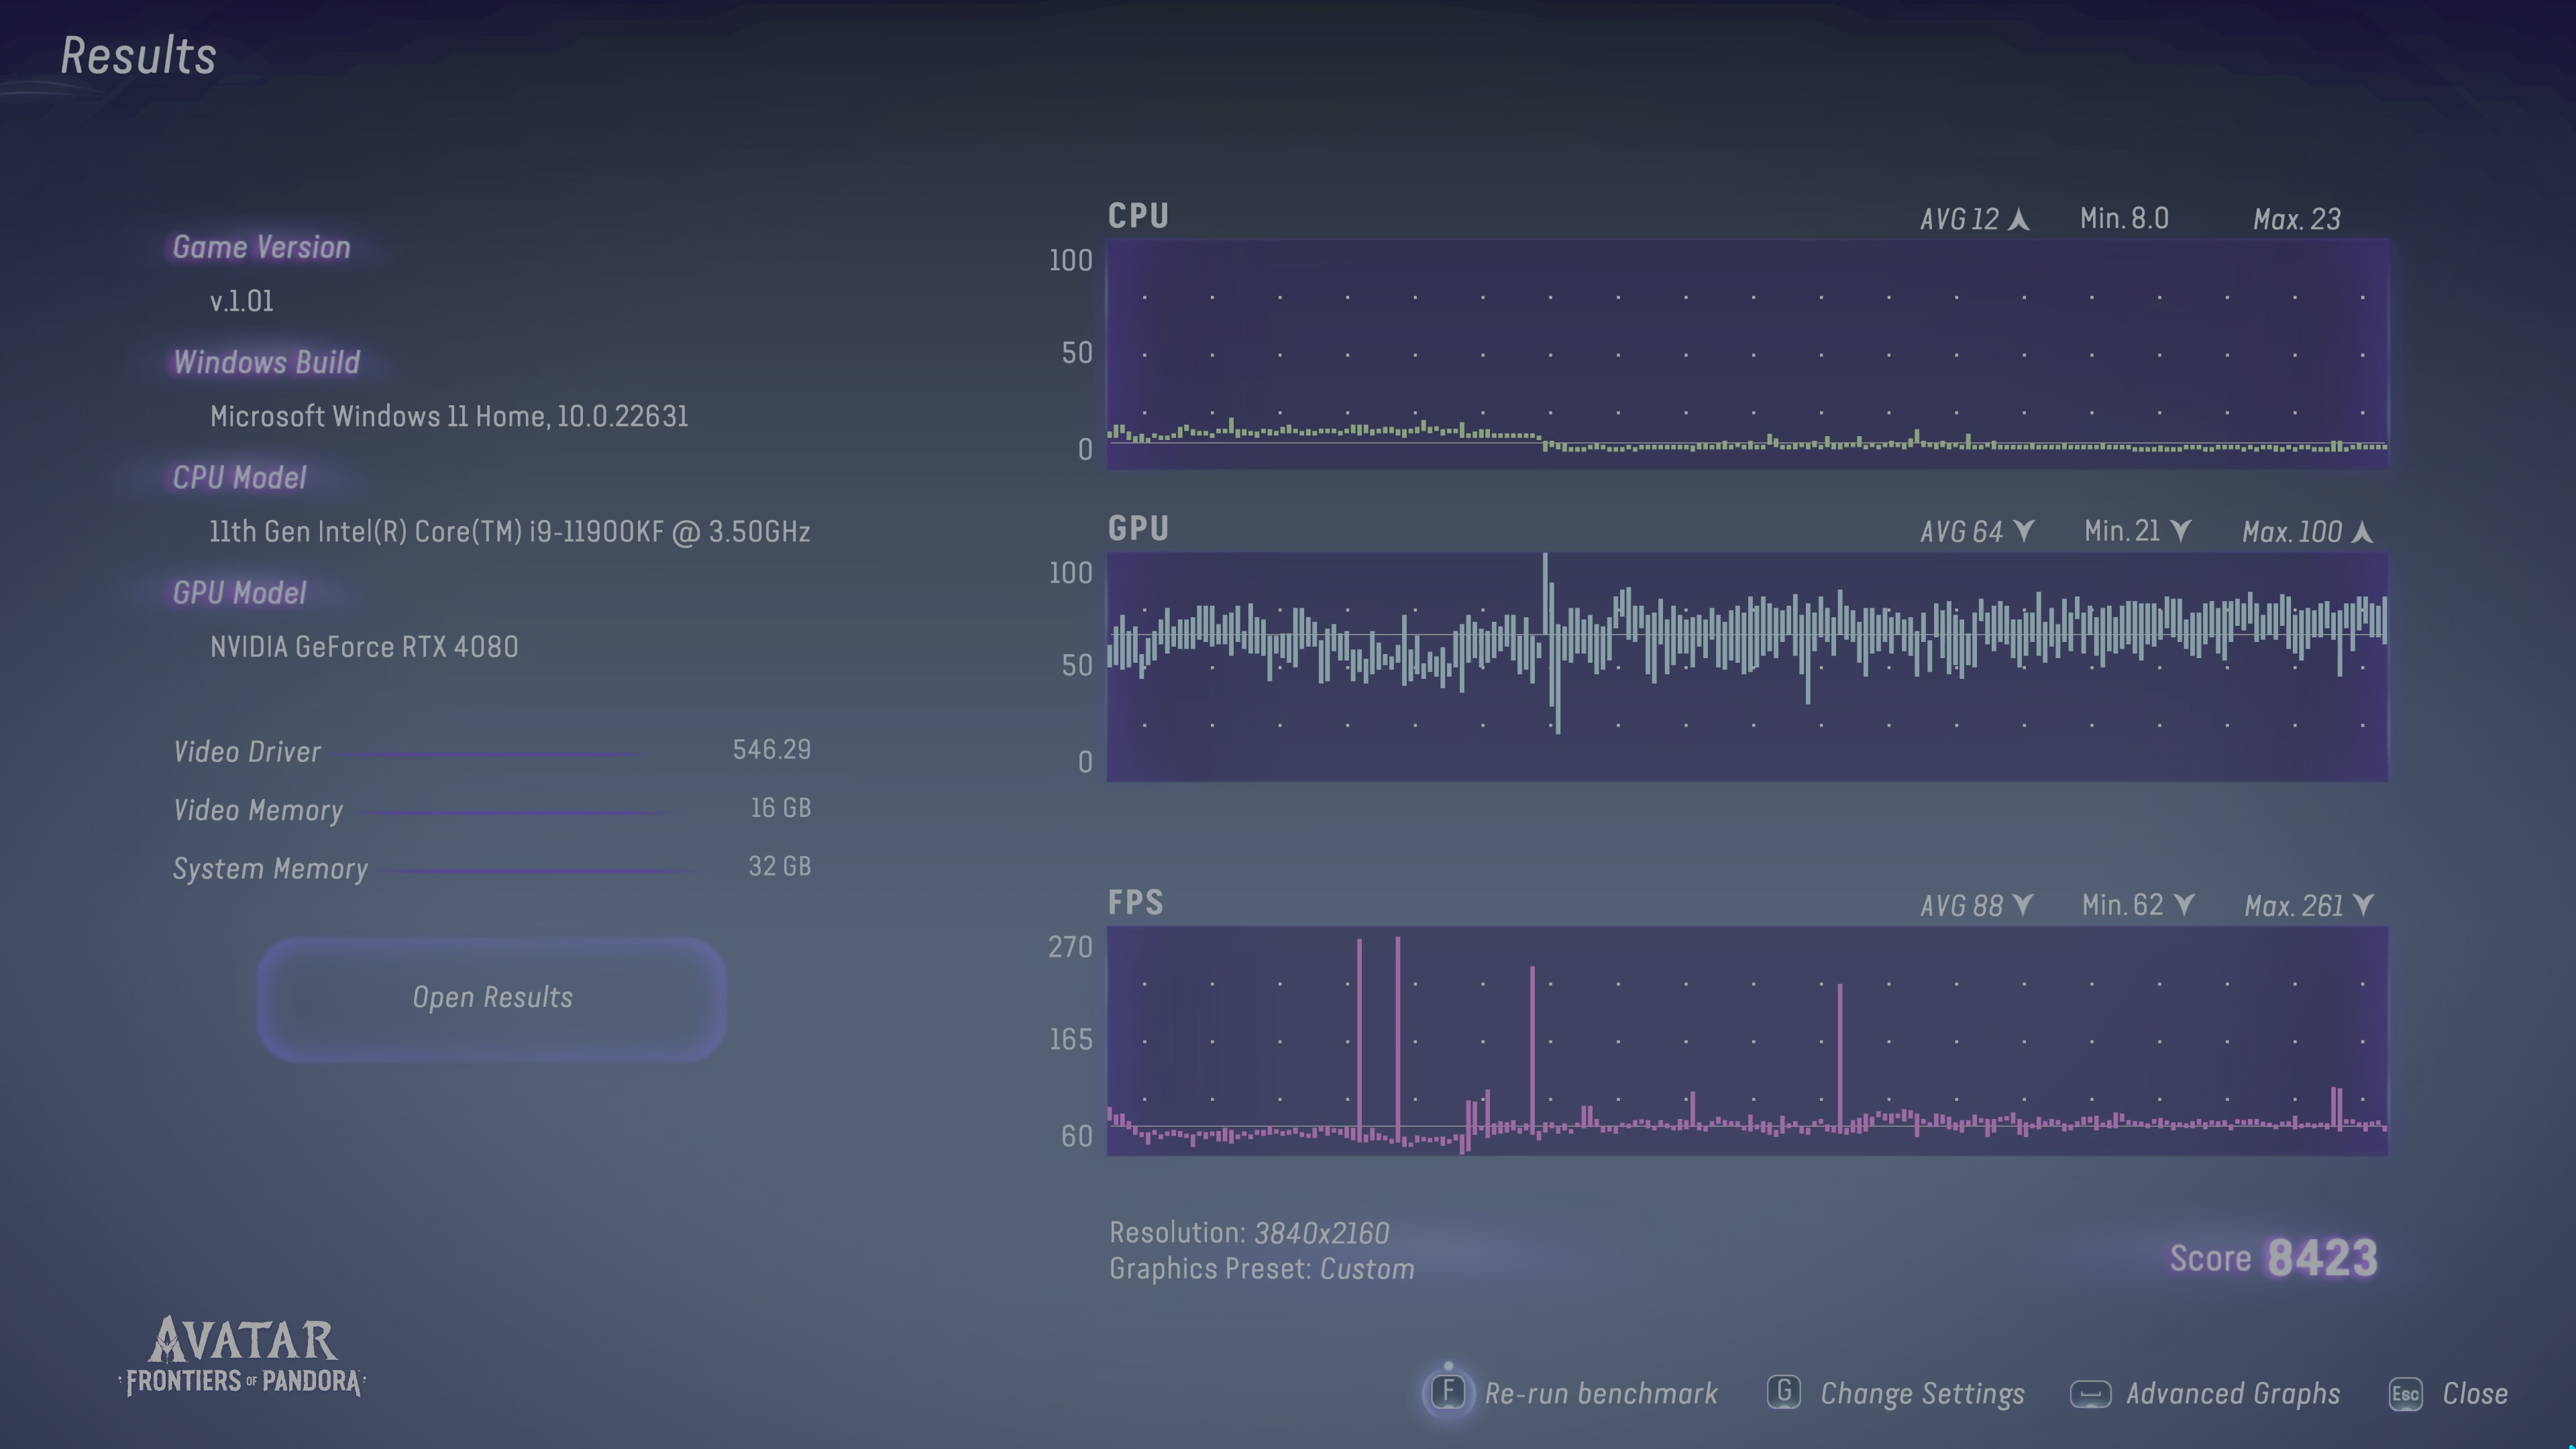 Results
Game Version
v.1.01
Windows Build
Microsoft Windows 11 Home, 10.0.22631
CPU Model
11th Gen Intel(R) Core(TM) i9-11900KF @ 3.50GHz
GPU Model
NVIDIA GeForce RTX 4080
Video Driver 546.29
Video Memory 16 GB
System Memory 32 GB
Open Results
CPU AVG 12 Min. 8.0 Max. 23
100
50
0
GPU AVG 64 Min. 21 Max. 100
100
50
0
FPS AVG 88 Min. 62 Max. 261
270
165
60
Resolution: 3840x2160
Graphics Preset: Custom
Score 8423
AVATAR
FRONTIERS OF PANDORA
F Re-run benchmark G Change Settings Advanced Graphs Esc Close